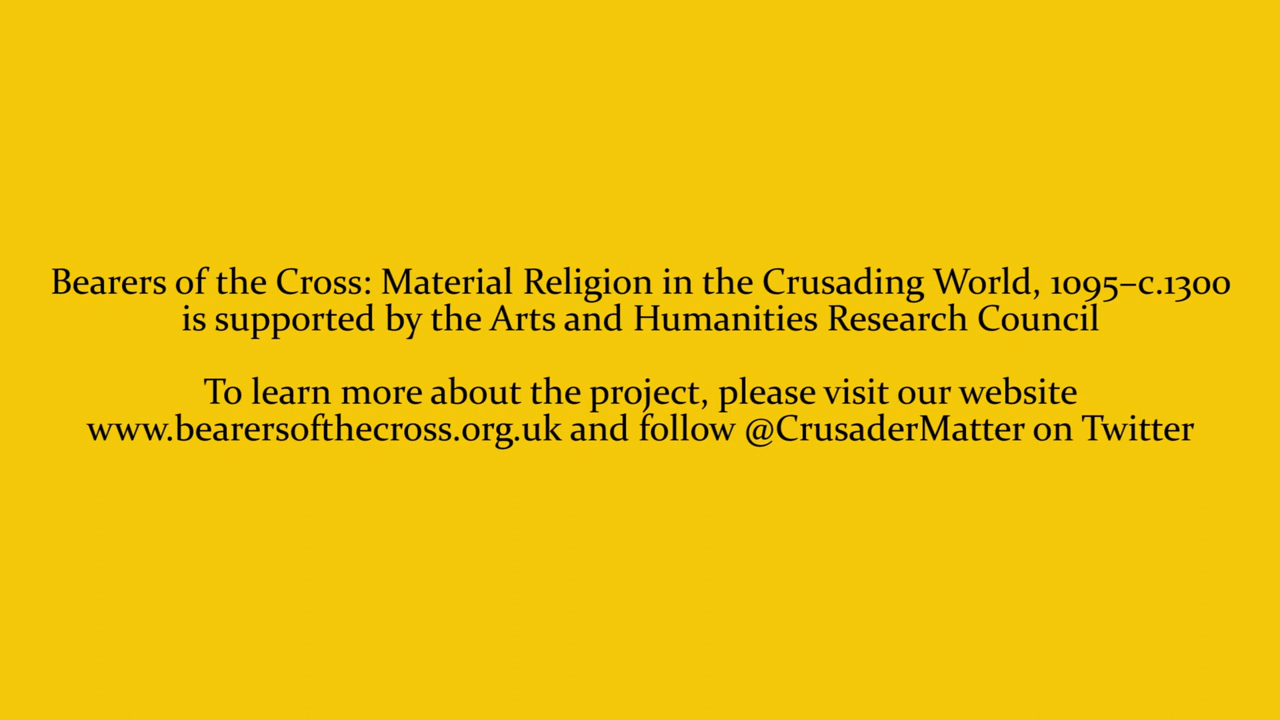 Bearers of the Cross: Material Religion in the Crusading World, 1095–c.1300
is supported by the Arts and Humanities Research Council
To learn more about the project, please visit our website
www.bearersofthecross.org.uk and follow @CrusaderMatter on Twitter